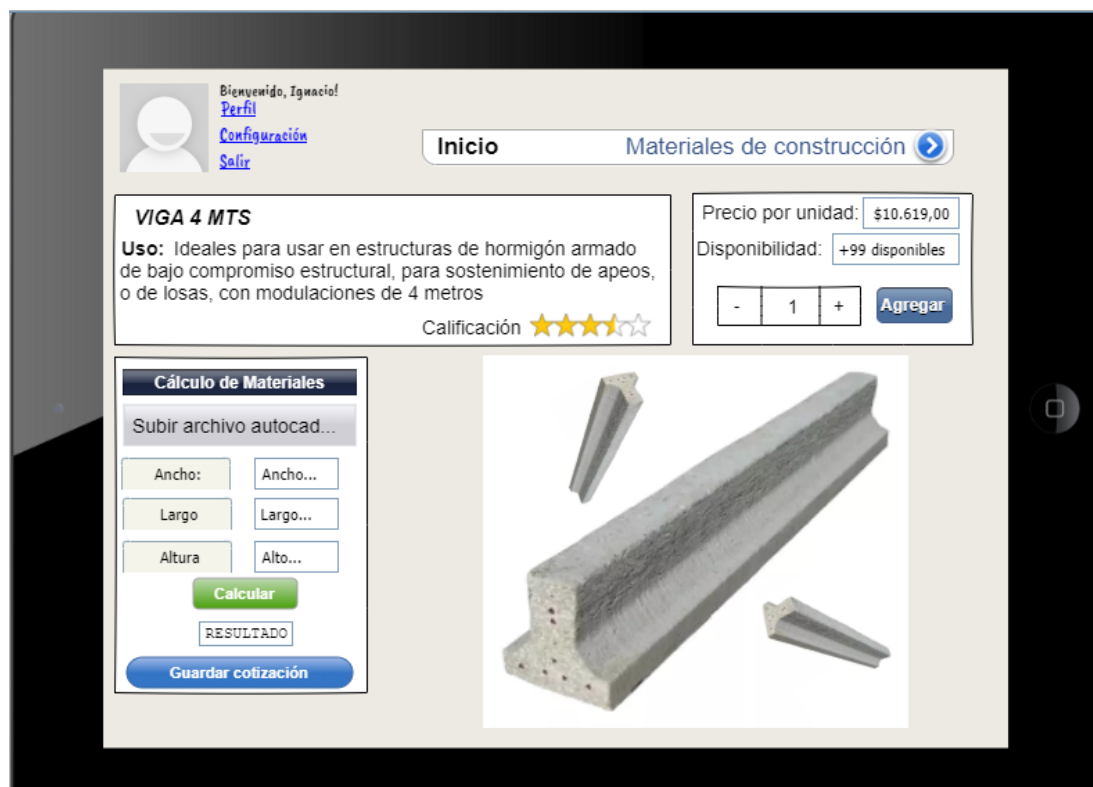 Bienvenido, Ignacio!
Perfil
Configuración
Salir
Inicio
Materiales de construcción
VIGA 4 MTS
Uso: Ideales para usar en estructuras de hormigón armado
de bajo compromiso estructural, para sostenimiento de apeos,
o de losas, con modulaciones de 4 metros
Calificación
Precio por unidad: $10.619,00
Disponibilidad: +99 disponibles
- 1 + Agregar
Cálculo de Materiales
Subir archivo autocad...
Ancho: Ancho...
Largo Largo...
Altura Alto...
Calcular
RESULTADO
Guardar cotización